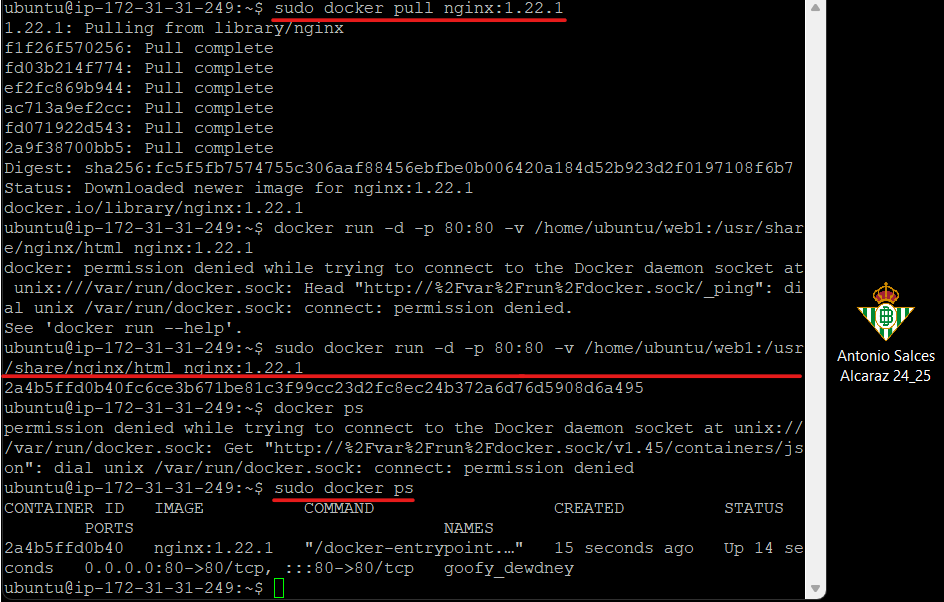 ubuntu@ip-172-31-31-249:~$ sudo docker pull nginx:1.22.1
1.22.1: Pulling from library/nginx
f1f26f570256: Pull complete
fd03b214f774: Pull complete
ef2fc869b944: Pull complete
ac713a9ef2cc: Pull complete
fd071922d543: Pull complete
2a9f38700bb5: Pull complete
Digest: sha256:fc5f5fb7574755c306aaf88456ebfbe0b006420a184d52b923d2f0197108f6b7
Status: Downloaded newer image for nginx:1.22.1
docker.io/library/nginx:1.22.1
ubuntu@ip-172-31-31-249:~$ docker run -d -p 80:80 -v /home/ubuntu/web1:/usr/shar
e/nginx/html nginx:1.22.1
docker: permission denied while trying to connect to the Docker daemon socket at
 unix:///var/run/docker.sock: Head "http://%2Fvar%2Frun%2Fdocker.sock/_ping": di
al unix /var/run/docker.sock: connect: permission denied.
See 'docker run --help'.
ubuntu@ip-172-31-31-249:~$ sudo docker run -d -p 80:80 -v /home/ubuntu/web1:/usr
/share/nginx/html nginx:1.22.1
2a4b5ffd0b40fc6ce3b671be81c3f99cc23d2fc8ec24b372a6d76d5908d6a495
ubuntu@ip-172-31-31-249:~$ docker ps
permission denied while trying to connect to the Docker daemon socket at unix://
/var/run/docker.sock: Get "http://%2Fvar%2Frun%2Fdocker.sock/v1.45/containers/js
on": dial unix /var/run/docker.sock: connect: permission denied
ubuntu@ip-172-31-31-249:~$ sudo docker ps
CONTAINER ID   IMAGE          COMMAND                  CREATED          STATUS
        PORTS                               NAMES
2a4b5ffd0b40   nginx:1.22.1   "/docker-entrypoint.…"   15 seconds ago   Up 14 se
conds   0.0.0.0:80->80/tcp, :::80->80/tcp   goofy_dewdney
ubuntu@ip-172-31-31-249:~$
Antonio Salces
Alcaraz 24_25